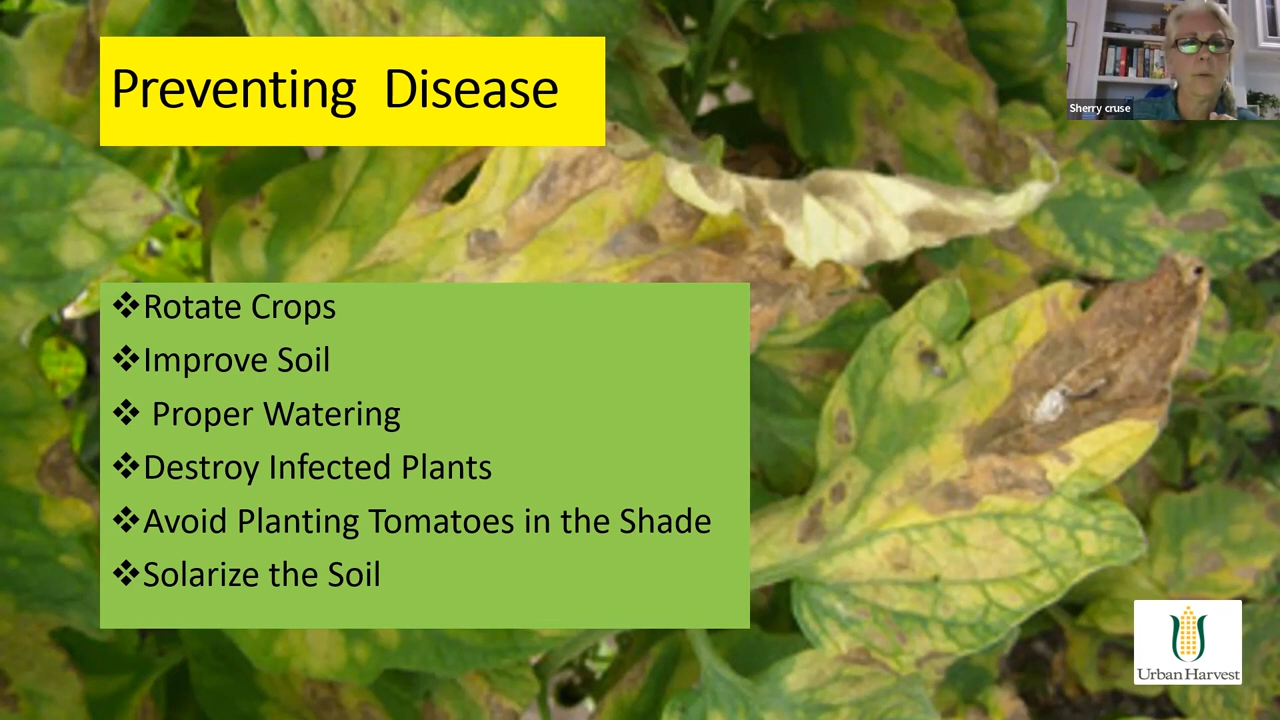 Preventing Disease
Sherry cruse
❖Rotate Crops
❖Improve Soil
❖ Proper Watering
❖Destroy Infected Plants
❖Avoid Planting Tomatoes in the Shade
❖Solarize the Soil
Urban Harvest